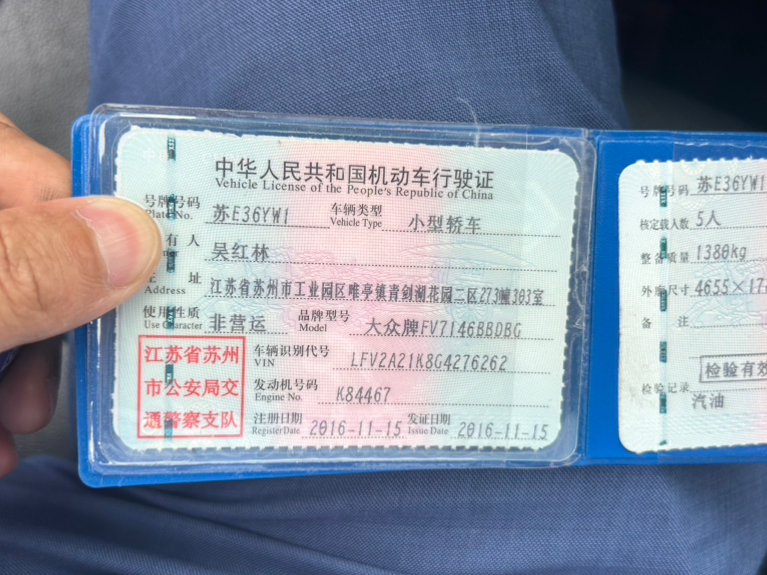 中华人民共和国机动车行驶证
Vehicle License of the People's Republic of China
号牌号码 苏E36YW1 车辆类型 小型轿车
Plate No. Vehicle Type
有人 吴红林
址 江苏省苏州市工业园区唯亭镇青剑湖花园二区273幢303室
Address
使用性质 非营运 品牌型号 大众牌FV7146BBDBG
Use Character Model
江苏省苏州
市公安局交
通警察支队
车辆识别代号 LFV2A21K8G4276262
VIN
发动机号码 K84467
Engine No.
注册日期 2016-11-15 发证日期 2016-11-15
Register Date Issue Date
号牌号码 苏E36YW1
核定载人数 5人
整备质量 1380kg
外廓尺寸 4655×17
备注
检验有效
检验记录
汽油